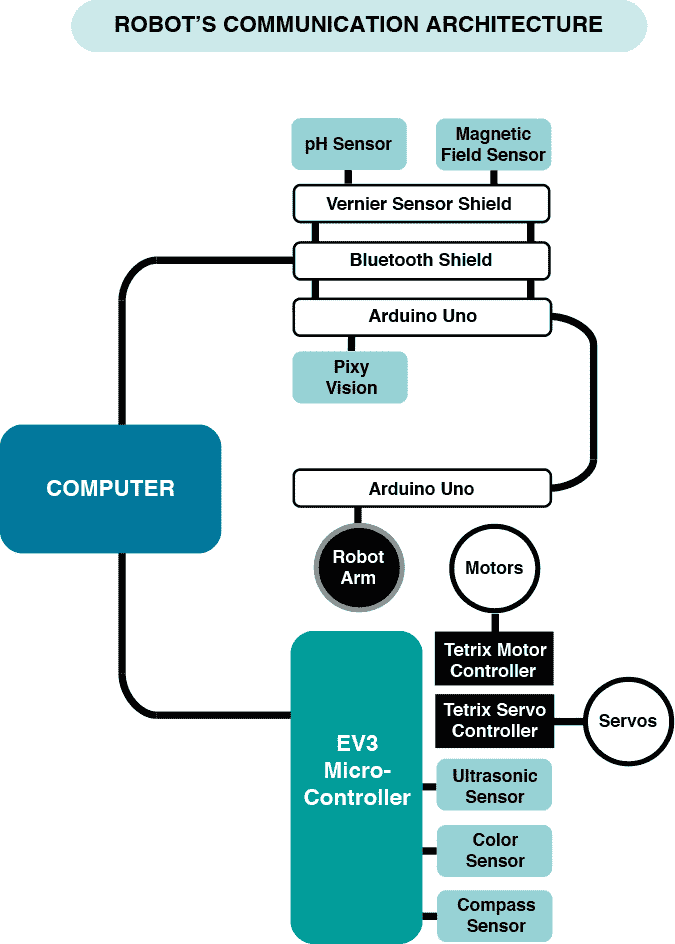 ROBOT'S COMMUNICATION ARCHITECTURE
pH Sensor
Magnetic
Field Sensor
Vernier Sensor Shield
Bluetooth Shield
Arduino Uno
Pixy
Vision
COMPUTER
Arduino Uno
Robot
Arm
Motors
Tetrix Motor
Controller
Tetrix Servo
Controller
Servos
EV3
Micro-
Controller
Ultrasonic
Sensor
Color
Sensor
Compass
Sensor